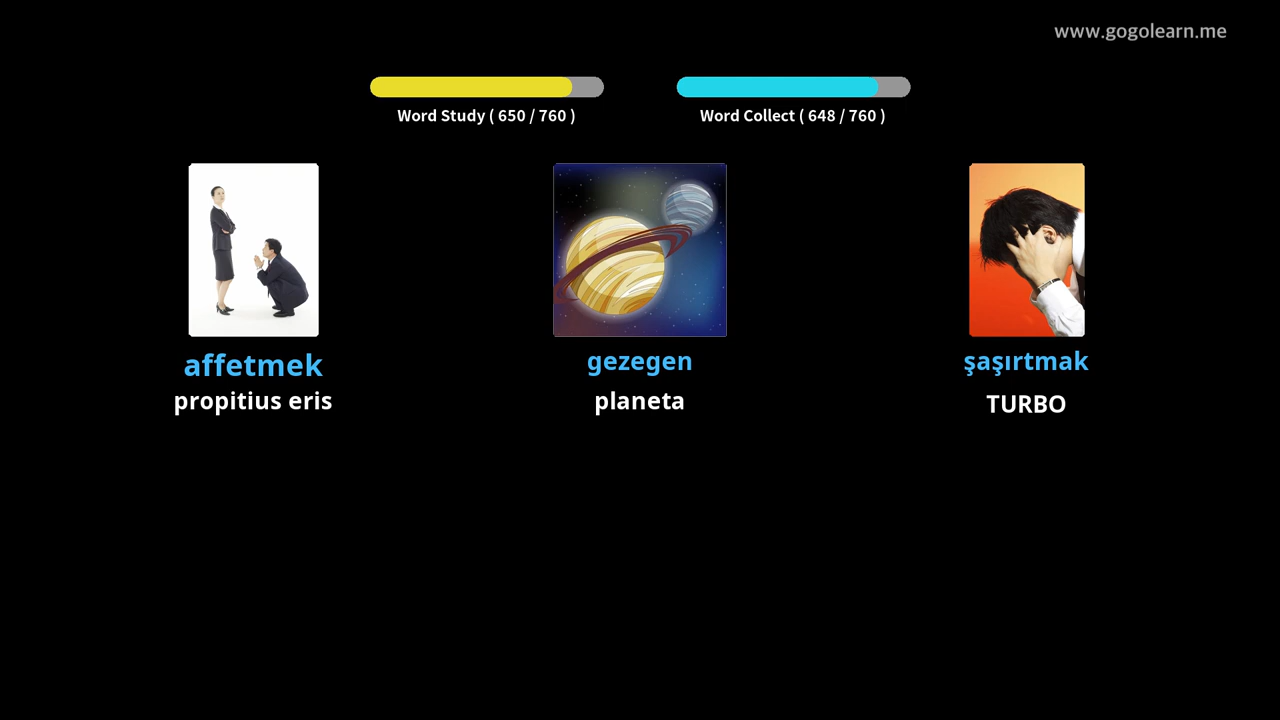 www.gogolearn.me
Word Study ( 650 / 760 )
Word Collect ( 648 / 760 )
affetmek
propitius eris
gezegen
planeta
şaşırtmak
TURBO